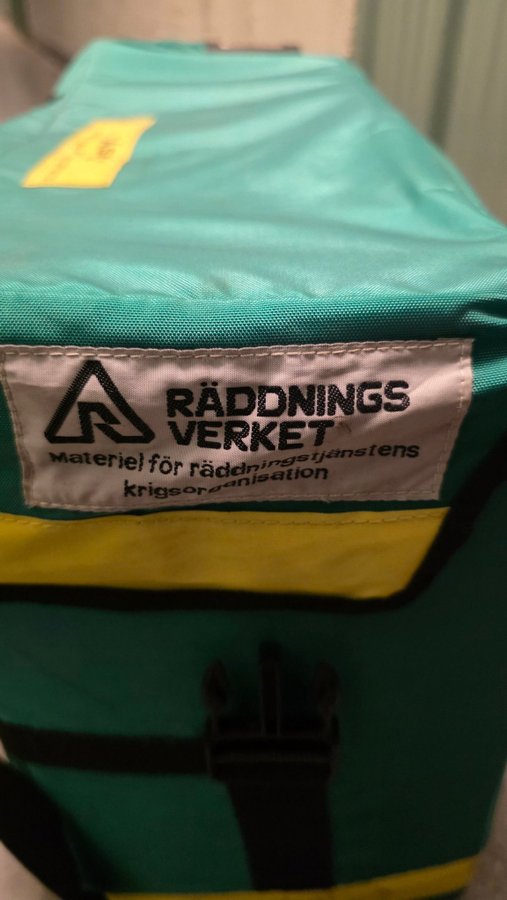 RÄDDNINGS
VERKET
Materiel för räddningstjänstens
krigsorganisation